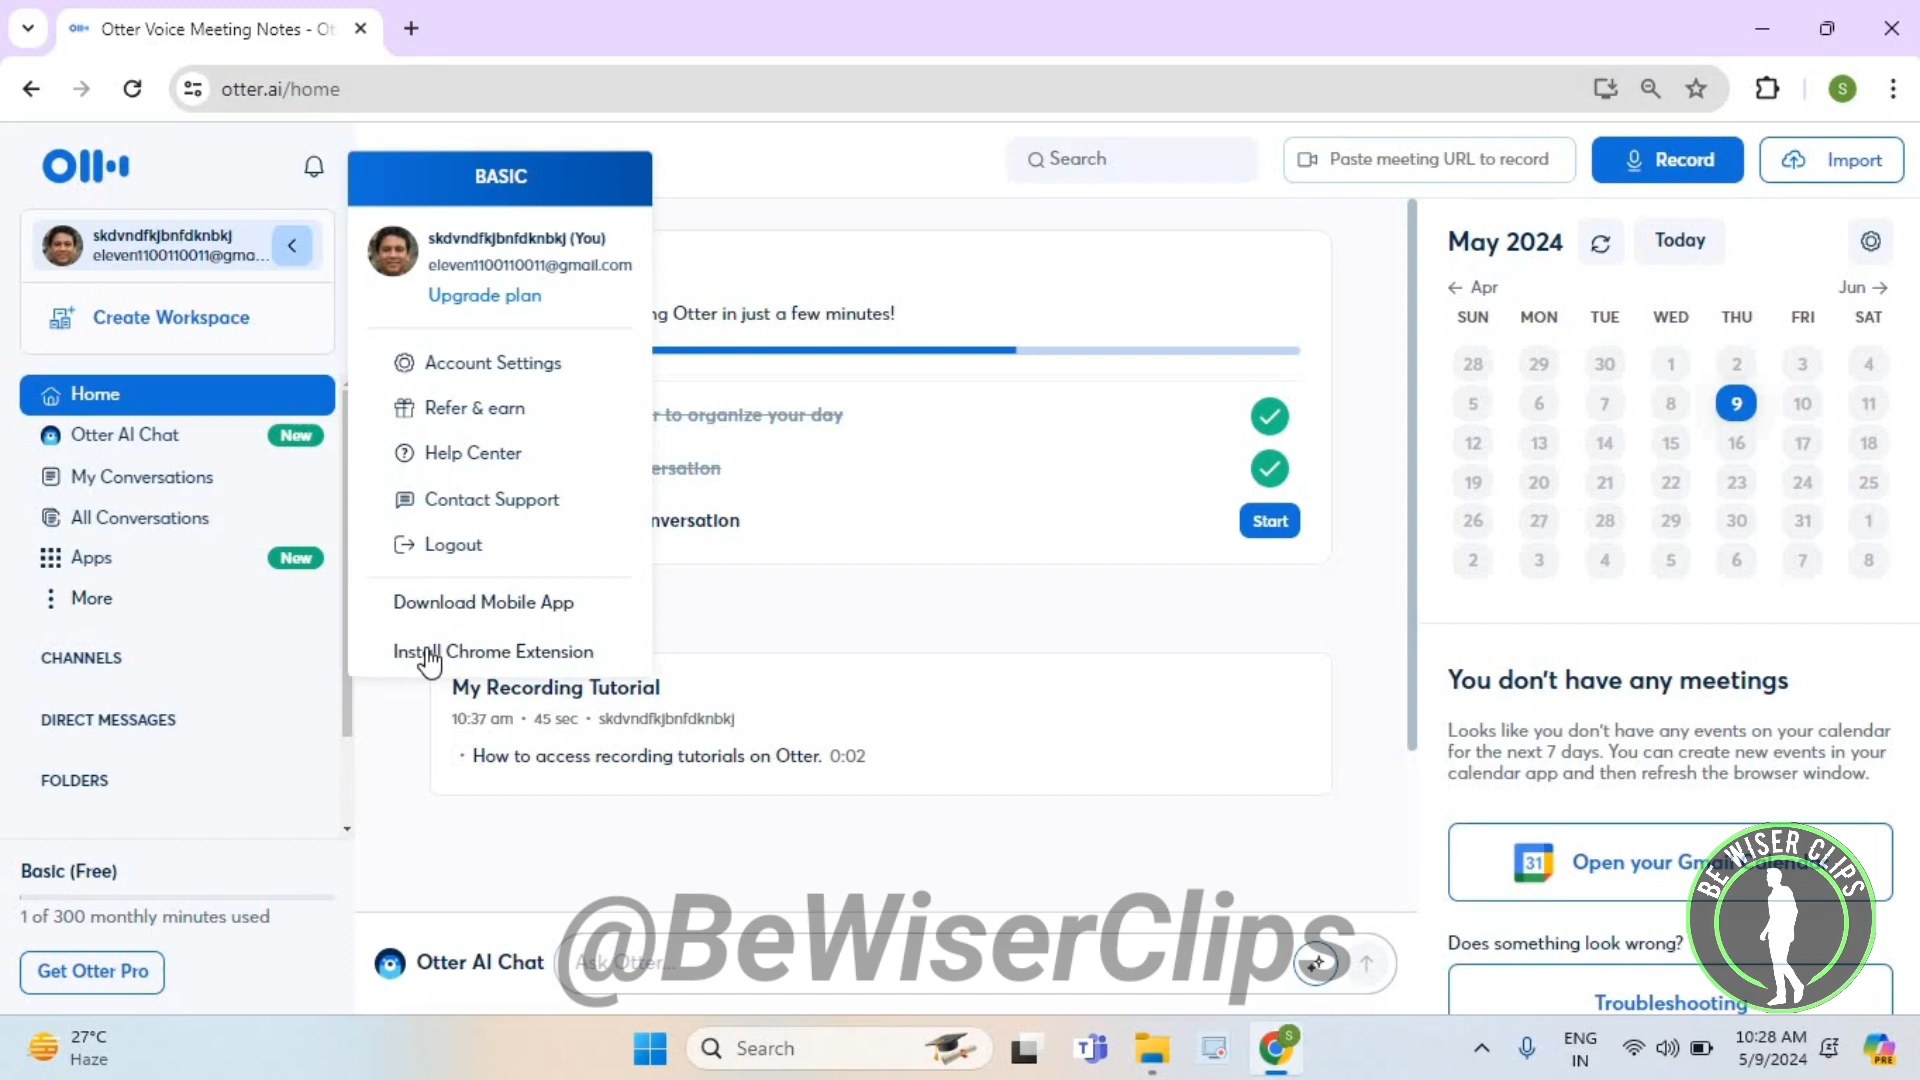 Otter Voice Meeting Notes - Ot
otter.ai/home
S
BASIC
Search
Paste meeting URL to record
Record
Import
skdvndfkjbnfdknbkj
eleven1100110011@gma...
Create Workspace
skdvndfkjbnfdknbkj (You)
eleven1100110011@gmail.com
Upgrade plan
Account Settings
Refer & earn
Help Center
Contact Support
Logout
Download Mobile App
Install Chrome Extension
Home
Otter AI Chat New
My Conversations
All Conversations
Apps New
More
CHANNELS
DIRECT MESSAGES
FOLDERS
Basic (Free)
1 of 300 monthly minutes used
Get Otter Pro
ng Otter in just a few minutes!
r to organize your day
ersation
nversation
Start
My Recording Tutorial
10:37 am • 45 sec • skdvndfkjbnfdknbkj
• How to access recording tutorials on Otter. 0:02
Otter AI Chat
Ask Otter...
@BeWiserClips
May 2024
Today
← Apr
Jun →
SUN MON TUE WED THU FRI SAT
28 29 30 1 2 3 4
5 6 7 8 9 10 11
12 13 14 15 16 17 18
19 20 21 22 23 24 25
26 27 28 29 30 31 1
2 3 4 5 6 7 8
You don't have any meetings
Looks like you don't have any events on your calendar
for the next 7 days. You can create new events in your
calendar app and then refresh the browser window.
31 Open your Gmail Calendar
BE WISER CLIPS
Does something look wrong?
Troubleshooting
27°C
Haze
Search
S
ENG
IN
10:28 AM
5/9/2024
PRE